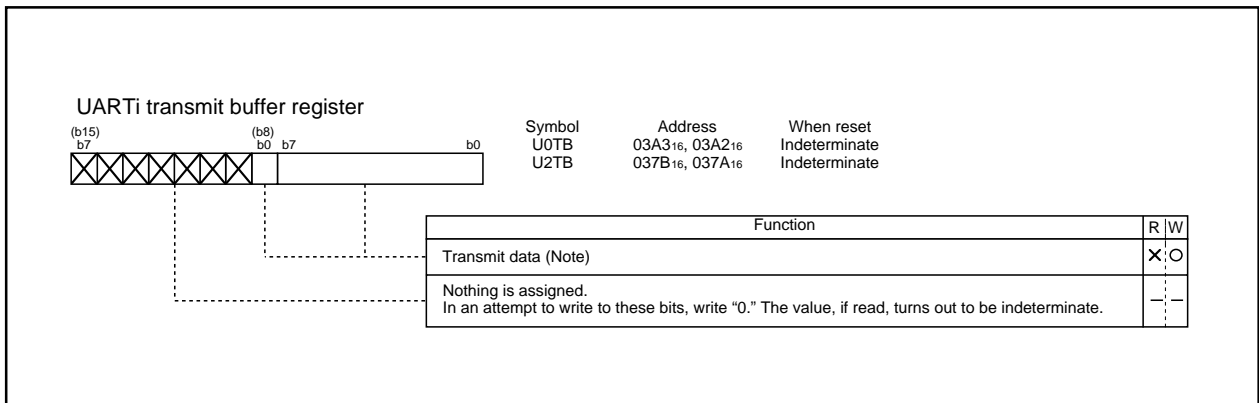 UARTi transmit buffer register
(b15) (b8)
b7 b0 b7 b0
Symbol Address When reset
U0TB 03A316, 03A216 Indeterminate
U2TB 037B16, 037A16 Indeterminate
Function R W
Transmit data (Note)
Nothing is assigned.
In an attempt to write to these bits, write “0.” The value, if read, turns out to be indeterminate.